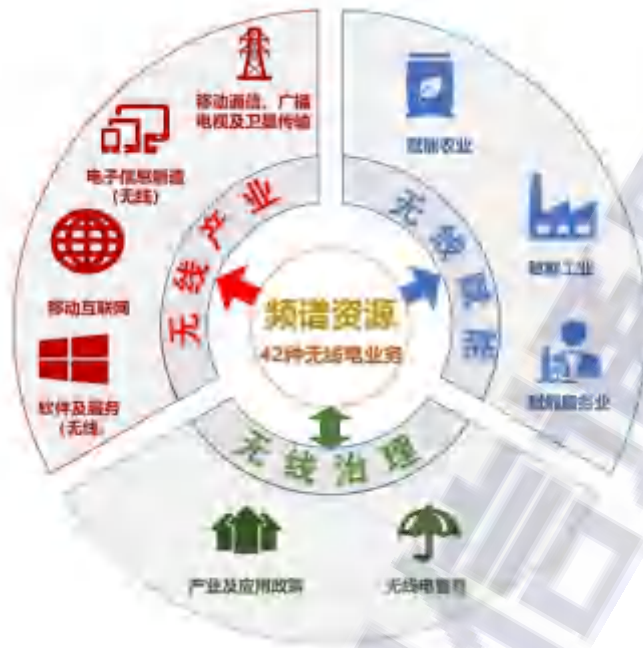 移动通信、广播
电视及卫星传输
电子信息制造
(无线)
移动互联网
软件及服务
(无线
无线产业
赋能农业
赋能工业
赋能服务业
无线赋能
频谱资源
42种无线电业务
无线治理
产业及应用政策
无线电管理